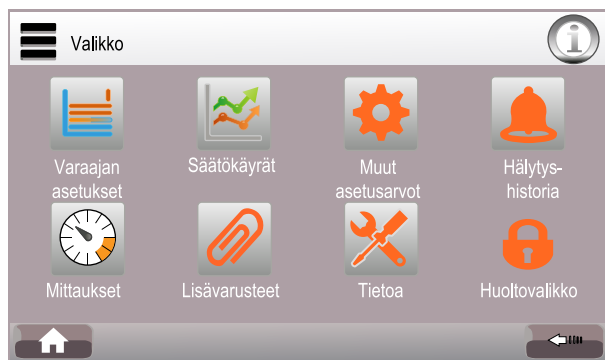 Valikko
Varaajan
asetukset
Säätökäyrät
Muut
asetusarvot
Hälytys-
historia
Mittaukset
Lisävarusteet
Tietoa
Huoltovalikko